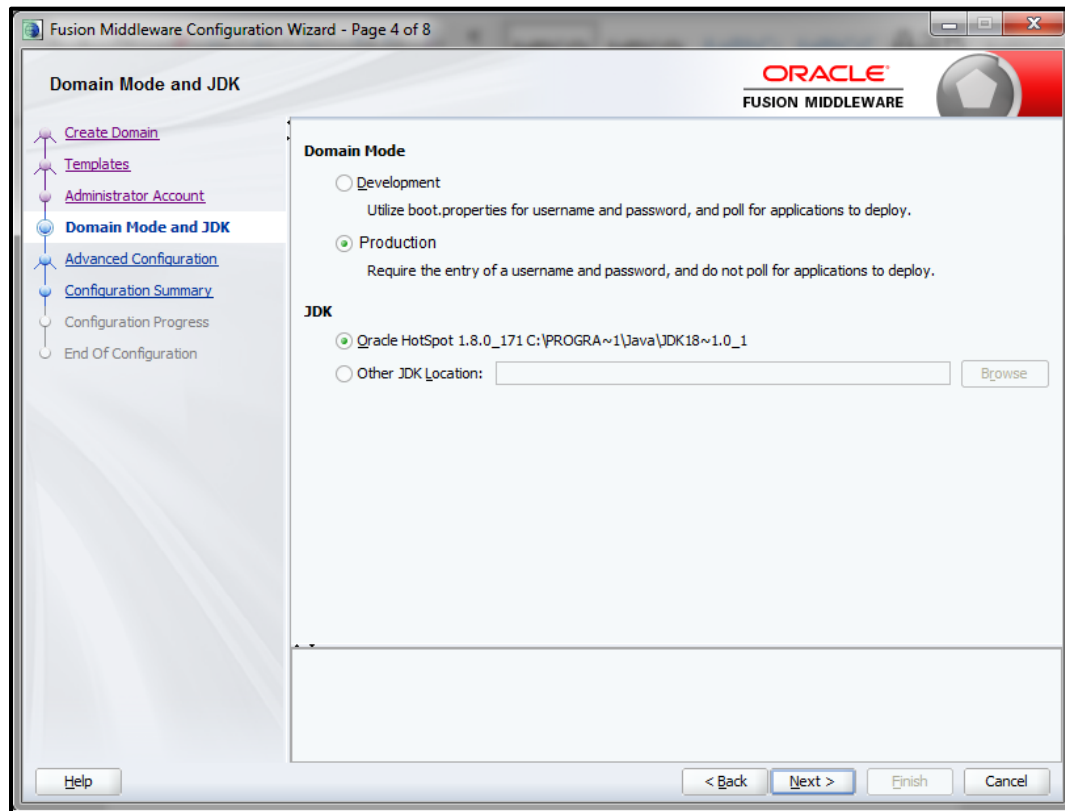 Fusion Middleware Configuration Wizard - Page 4 of 8
Domain Mode and JDK
ORACLE
FUSION MIDDLEWARE
Create Domain
Templates
Administrator Account
Domain Mode and JDK
Advanced Configuration
Configuration Summary
Configuration Progress
End Of Configuration
Domain Mode
Development
Utilize boot.properties for username and password, and poll for applications to deploy.
Production
Require the entry of a username and password, and do not poll for applications to deploy.
JDK
Oracle HotSpot 1.8.0_171 C:\PROGRA~1\Java\JDK18~1.0_1
Other JDK Location:
Browse
Help
< Back
Next >
Finish
Cancel